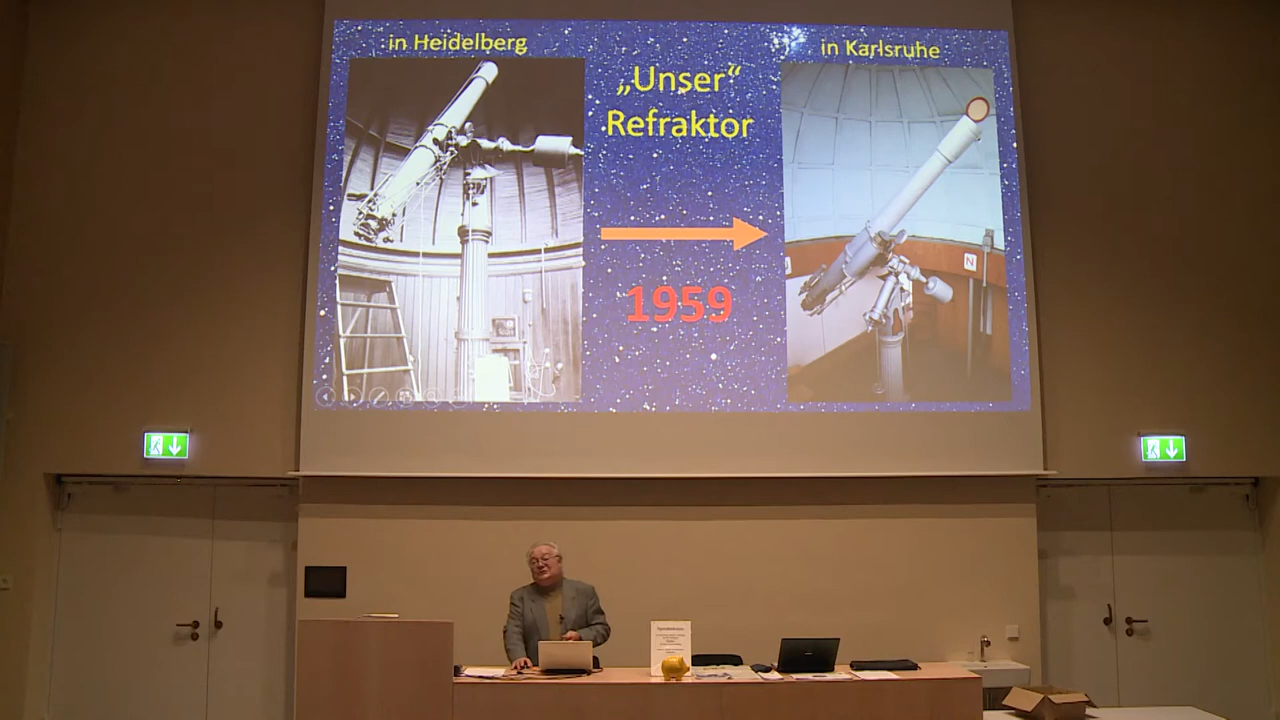 in Heidelberg
„Unser“
Refraktor
1959
in Karlsruhe
N